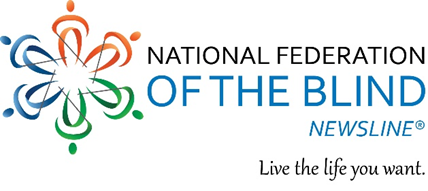 NATIONAL FEDERATION
OF THE BLIND
NEWSLINE®
Live the life you want.